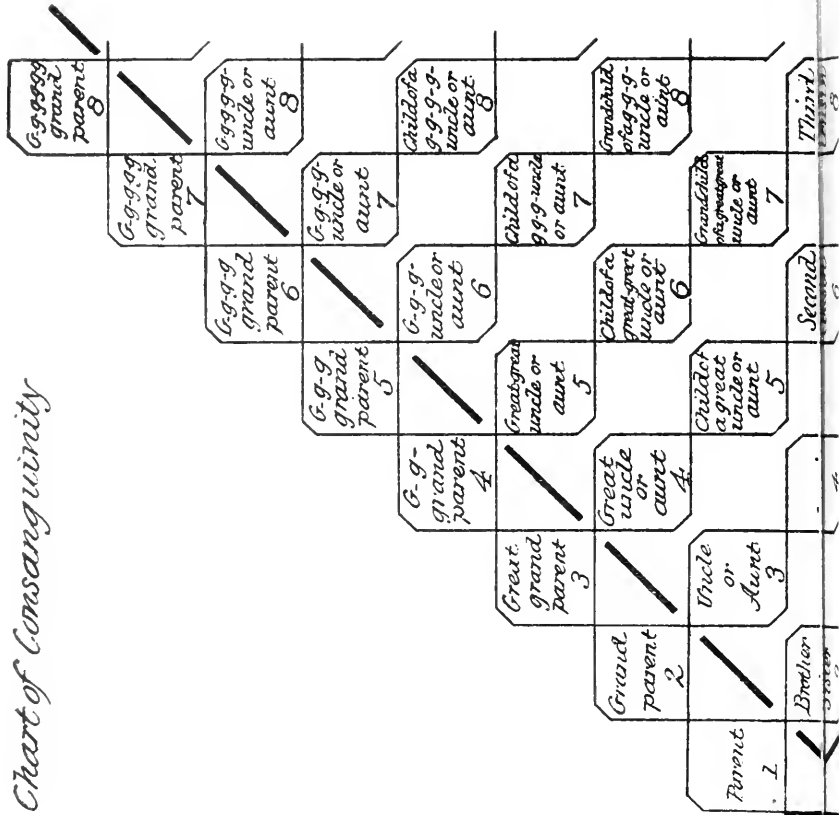 Chart of Consanguinity
G-g-g-g-g
grand
parent
8
G-g-g-g
grand
parent
7
G-g-g-g-
uncle or
aunt
8
G-g-g-g
grand
parent
6
G-g-g-g-
uncle or
aunt
7
Child of a
g-g-g-g-
uncle or
aunt
8
G-g-g
grand
parent
5
G-g-g-
uncle or
aunt
6
Child of a
g g-g-uncle
or aunt
7
Grandchild
of a g-g-g-
uncle or
aunt
8
G-g-
grand
parent
4
Great-great
uncle or
aunt
5
Child of a
great-great
uncle or
aunt
6
Grandchild
of a great great
uncle or
aunt
7
Third
Great
grand
parent
3
Great
uncle
or
aunt
4
Child of
a great
uncle or
aunt
5
Second
Grand
parent
2
Uncle
or
Aunt
3
Parent
1
Brother